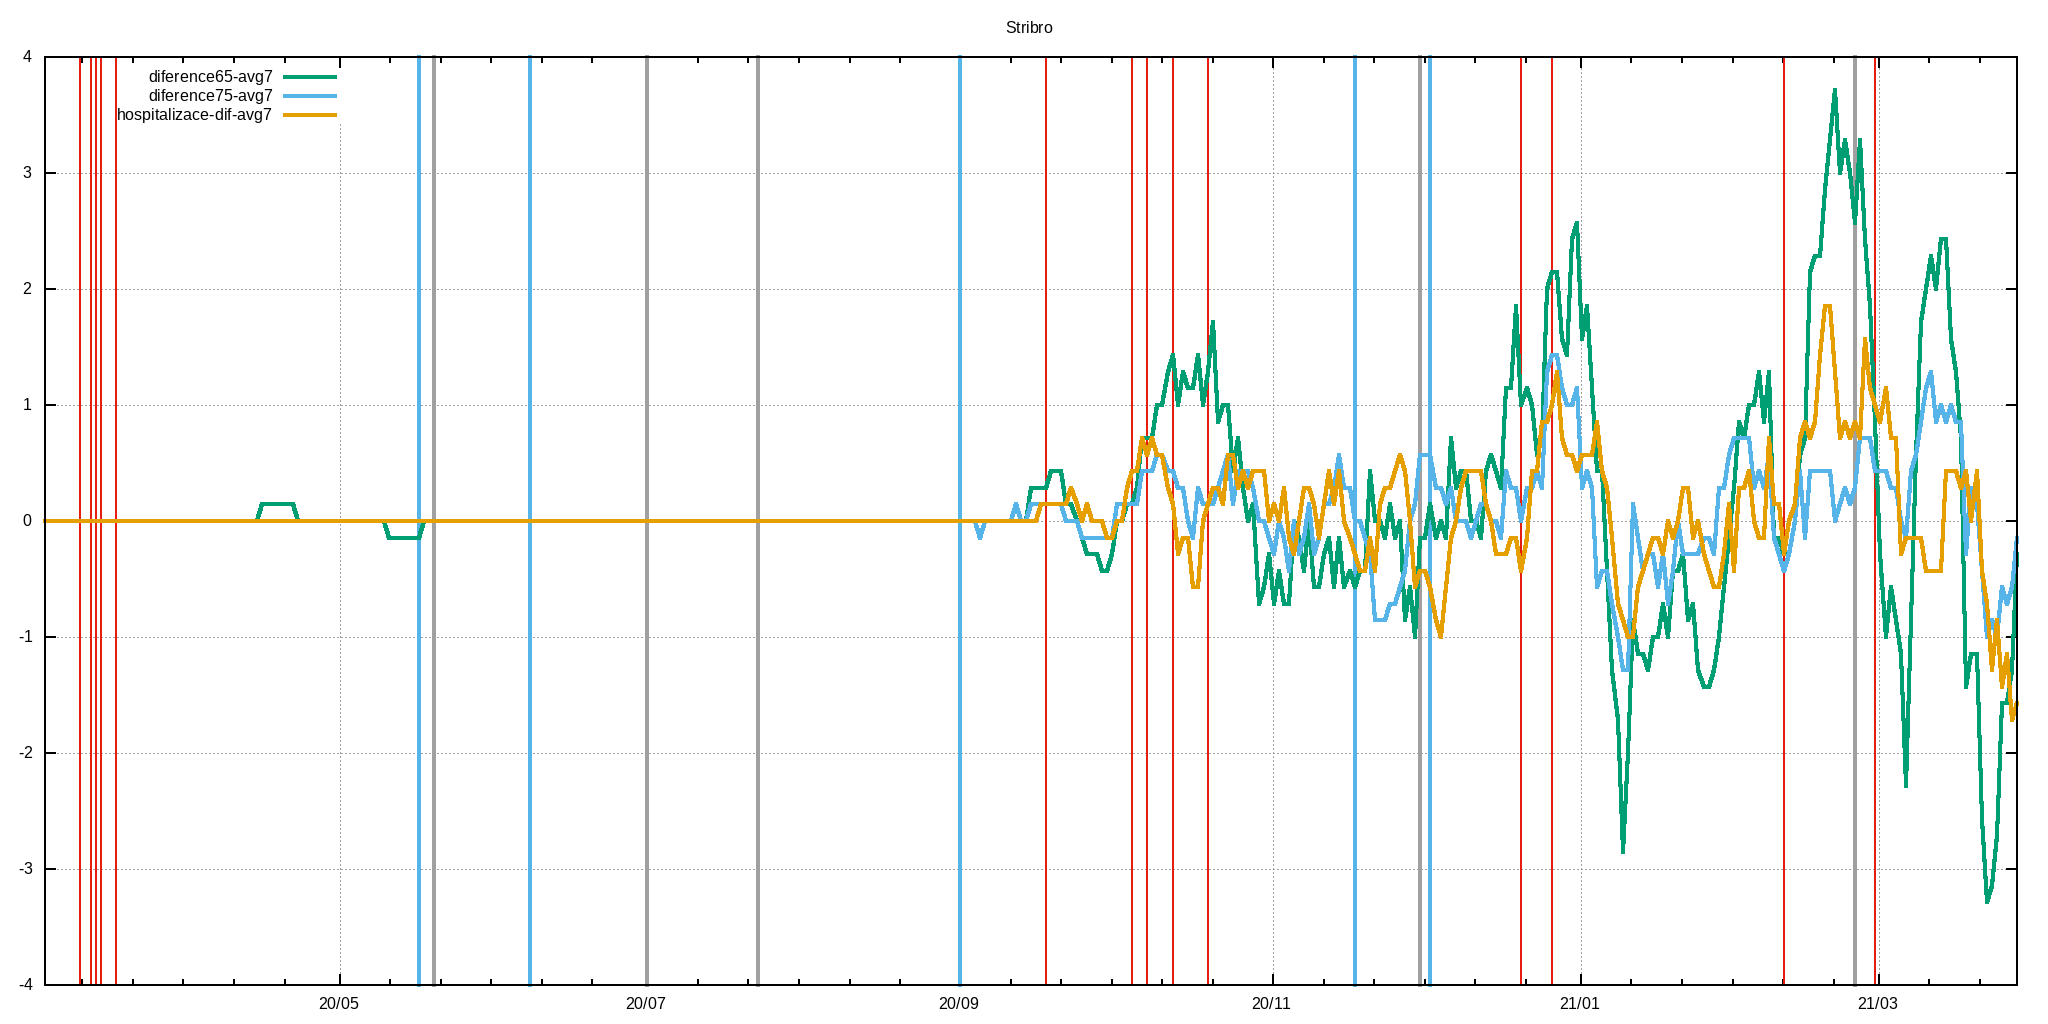 Stribro
4
diference65-avg7
diference75-avg7
hospitalizace-dif-avg7
3
2
1
0
-1
-2
-3
-4
20/05 20/07 20/09 20/11 21/01 21/03